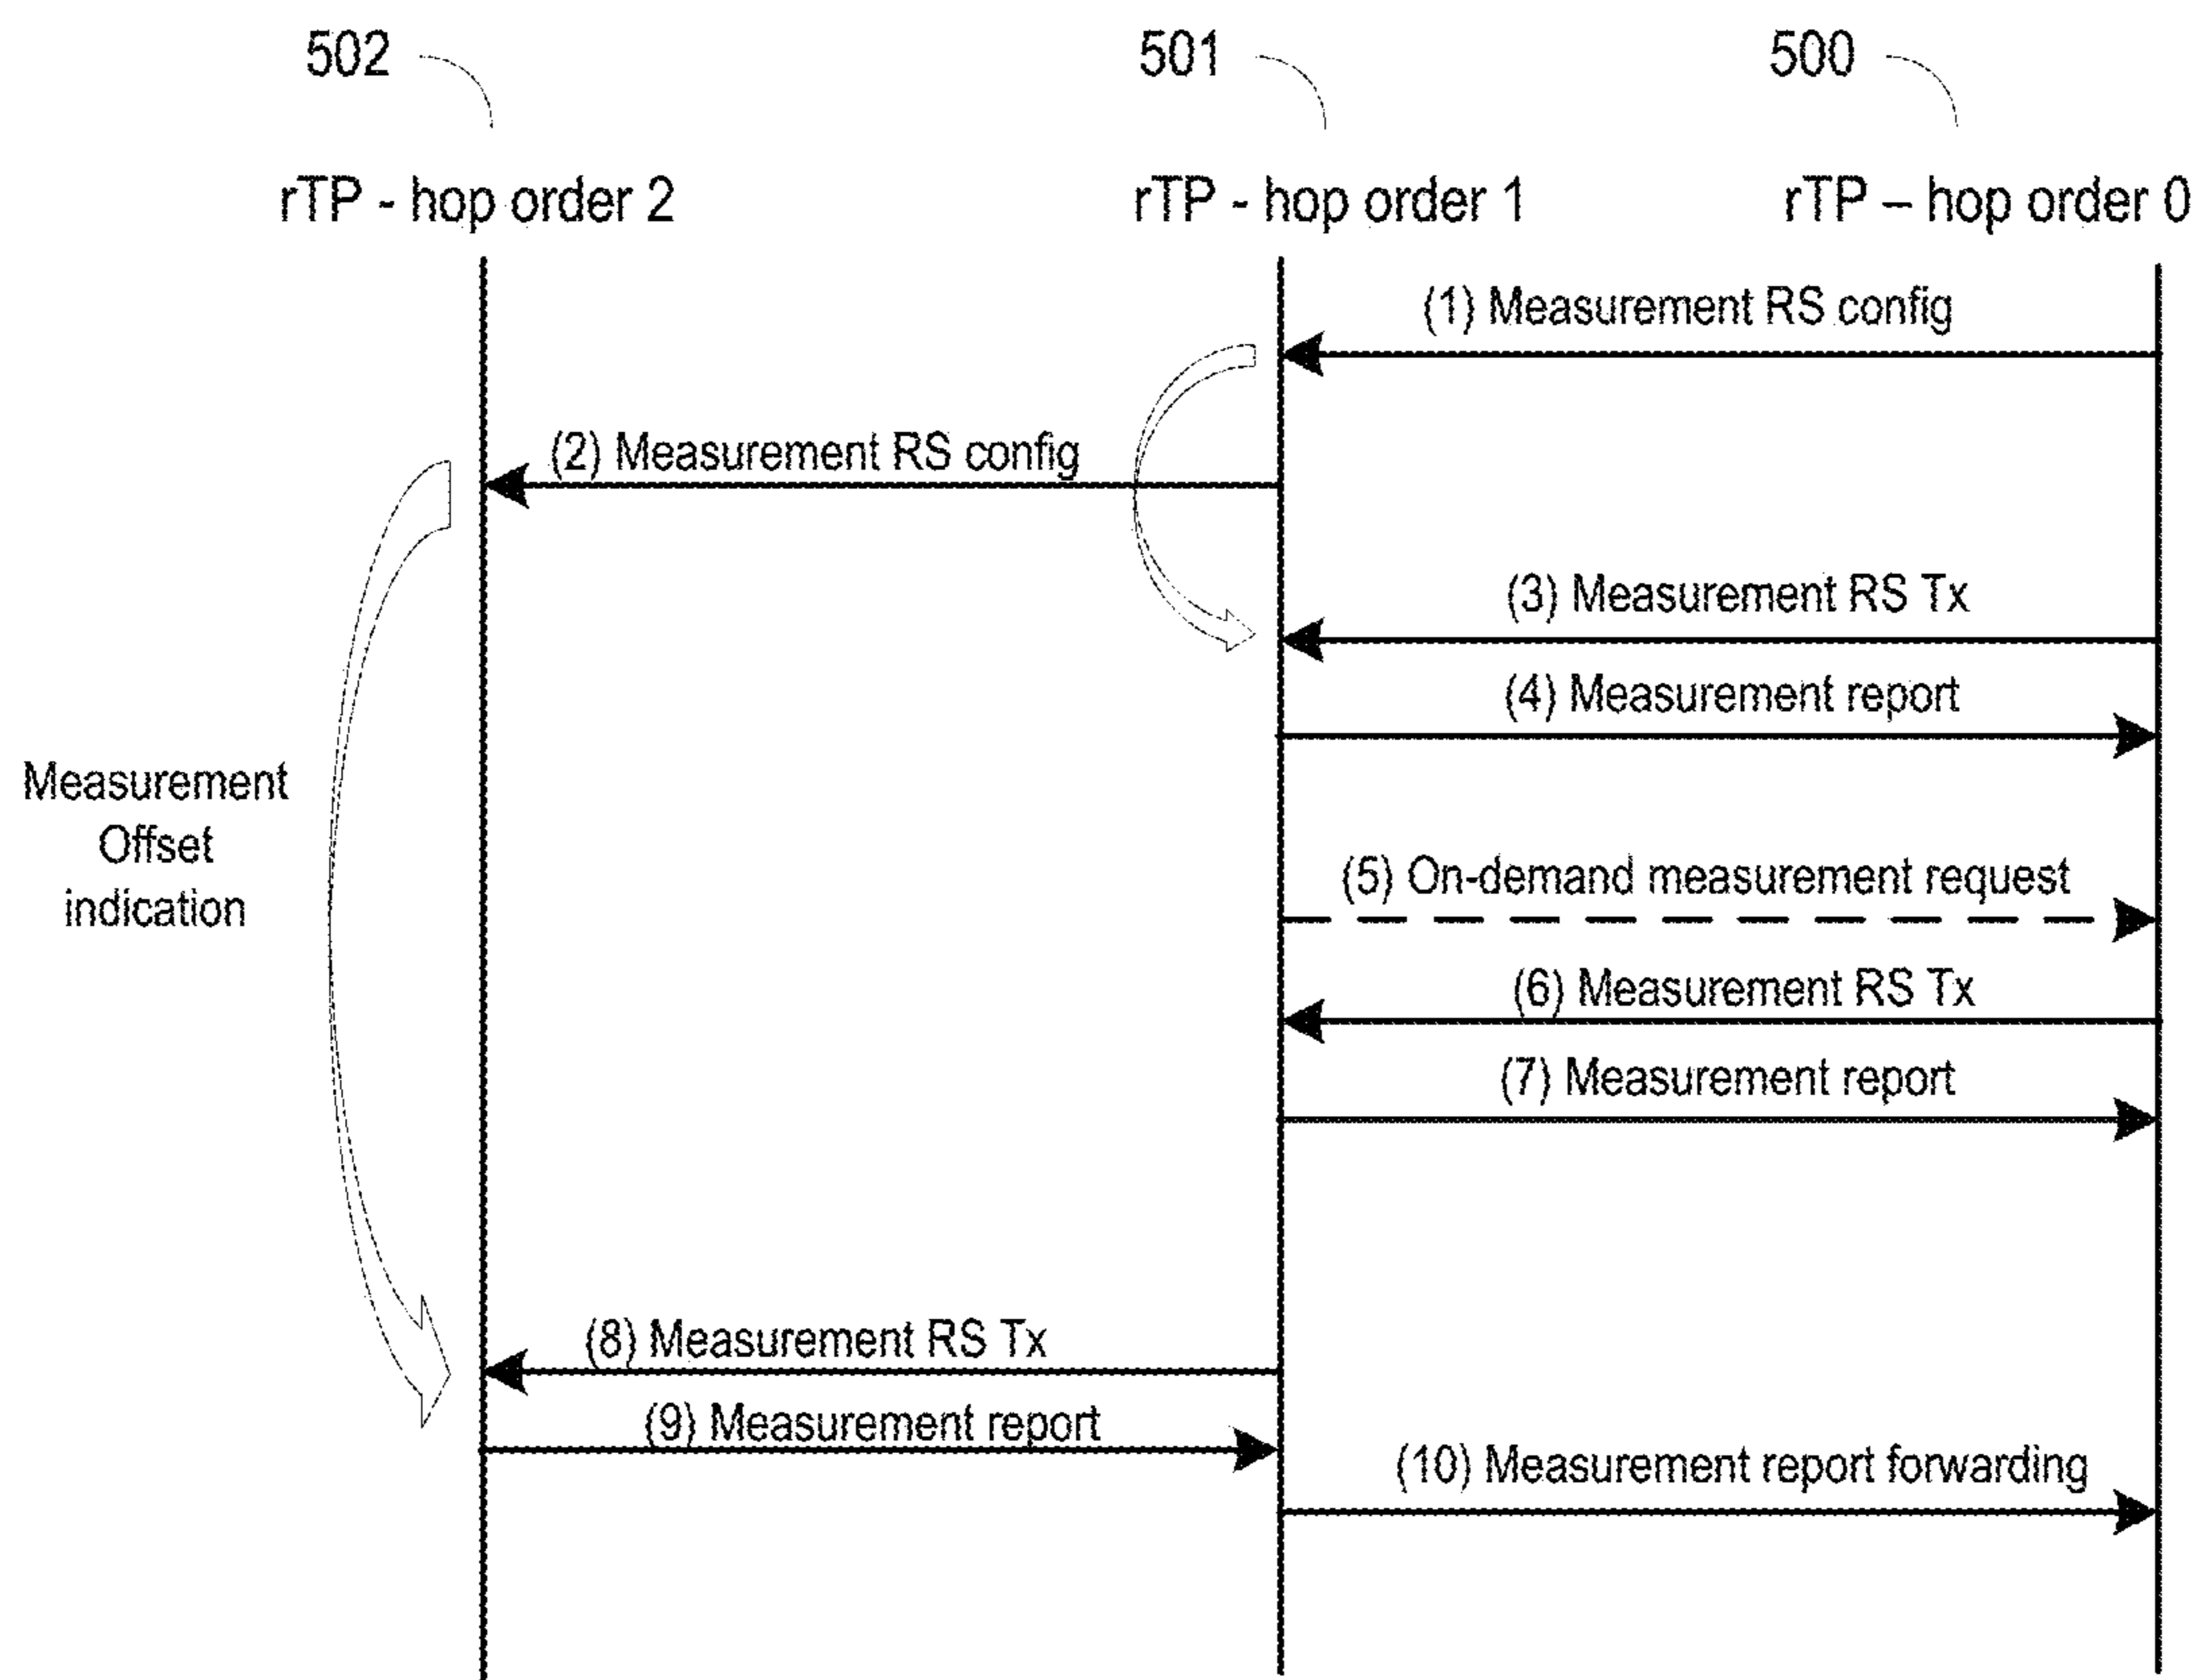 502
501
500
rTP - hop order 2
rTP - hop order 1
rTP – hop order 0
(1) Measurement RS config
(2) Measurement RS config
(3) Measurement RS Tx
(4) Measurement report
Measurement
Offset
indication
(5) On-demand measurement request
(6) Measurement RS Tx
(7) Measurement report
(8) Measurement RS Tx
(9) Measurement report
(10) Measurement report forwarding